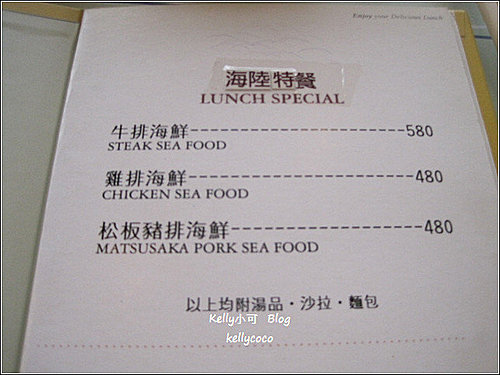 Enjoy your Delicious Lunch
海陸特餐
LUNCH SPECIAL
牛排海鮮-----------------------580
STEAK SEA FOOD
雞排海鮮------------------------480
CHICKEN SEA FOOD
松板豬排海鮮--------------------480
MATSUSAKA PORK SEA FOOD
以上均附湯品・沙拉・麵包
Kelly小可 Blog
kellycoco